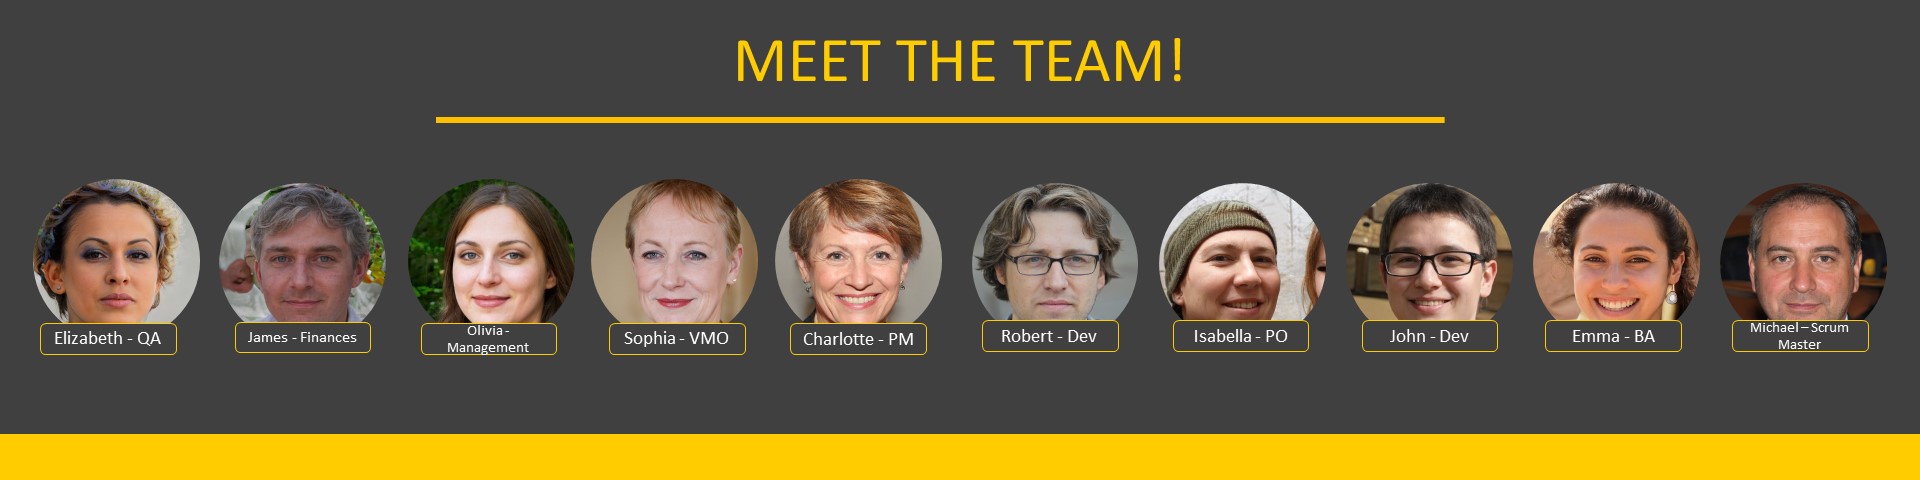 MEET THE TEAM!
Elizabeth - QA
James - Finances
Olivia -
Management
Sophia - VMO
Charlotte - PM
Robert - Dev
Isabella - PO
John - Dev
Emma - BA
Michael – Scrum
Master